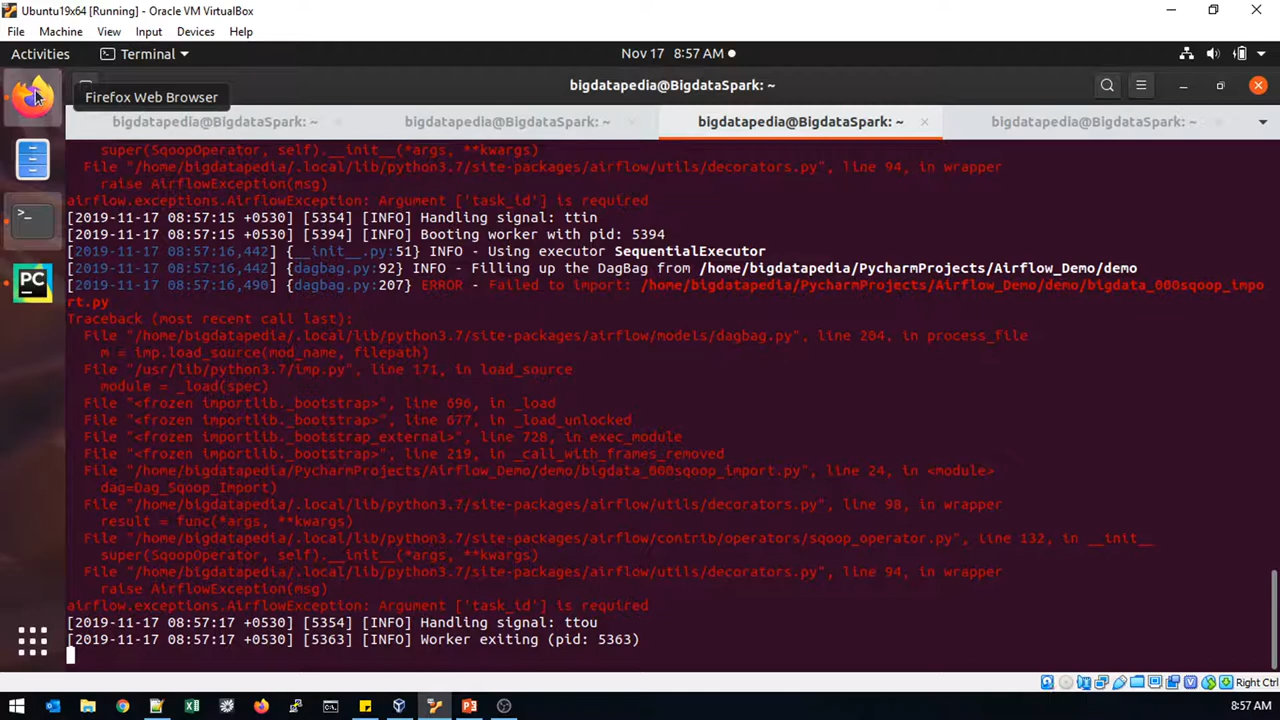 Ubuntu19x64 [Running] - Oracle VM VirtualBox
File Machine View Input Devices Help
Activities Terminal Nov 17 8:57 AM
Firefox Web Browser
bigdatapedia@BigdataSpark: ~
bigdatapedia@BigdataSpark: ~ bigdatapedia@BigdataSpark: ~ bigdatapedia@BigdataSpark: ~ bigdatapedia@BigdataSpark: ~
super(SqoopOperator, self).__init__(*args, **kwargs)
File "/home/bigdatapedia/.local/lib/python3.7/site-packages/airflow/utils/decorators.py", line 94, in wrapper
raise AirflowException(msg)
airflow.exceptions.AirflowException: Argument ['task_id'] is required
[2019-11-17 08:57:15 +0530] [5354] [INFO] Handling signal: ttin
[2019-11-17 08:57:15 +0530] [5394] [INFO] Booting worker with pid: 5394
[2019-11-17 08:57:16,442] {__init__.py:51} INFO - Using executor SequentialExecutor
[2019-11-17 08:57:16,442] {dagbag.py:92} INFO - Filling up the DagBag from /home/bigdatapedia/PycharmProjects/Airflow_Demo/demo
[2019-11-17 08:57:16,490] {dagbag.py:207} ERROR - Failed to import: /home/bigdatapedia/PycharmProjects/Airflow_Demo/demo/bigdata_000sqoop_impo
rt.py
Traceback (most recent call last):
File "/home/bigdatapedia/.local/lib/python3.7/site-packages/airflow/models/dagbag.py", line 204, in process_file
m = imp.load_source(mod_name, filepath)
File "/usr/lib/python3.7/imp.py", line 171, in load_source
module = _load(spec)
File "<frozen importlib._bootstrap>", line 696, in _load
File "<frozen importlib._bootstrap>", line 677, in _load_unlocked
File "<frozen importlib._bootstrap_external>", line 728, in exec_module
File "<frozen importlib._bootstrap>", line 219, in _call_with_frames_removed
File "/home/bigdatapedia/PycharmProjects/Airflow_Demo/demo/bigdata_000sqoop_import.py", line 24, in <module>
dag=Dag_Sqoop_Import)
File "/home/bigdatapedia/.local/lib/python3.7/site-packages/airflow/utils/decorators.py", line 98, in wrapper
result = func(*args, **kwargs)
File "/home/bigdatapedia/.local/lib/python3.7/site-packages/airflow/contrib/operators/sqoop_operator.py", line 132, in __init__
super(SqoopOperator, self).__init__(*args, **kwargs)
File "/home/bigdatapedia/.local/lib/python3.7/site-packages/airflow/utils/decorators.py", line 94, in wrapper
raise AirflowException(msg)
airflow.exceptions.AirflowException: Argument ['task_id'] is required
[2019-11-17 08:57:17 +0530] [5354] [INFO] Handling signal: ttou
[2019-11-17 08:57:17 +0530] [5363] [INFO] Worker exiting (pid: 5363)
Right Ctrl
8:57 AM